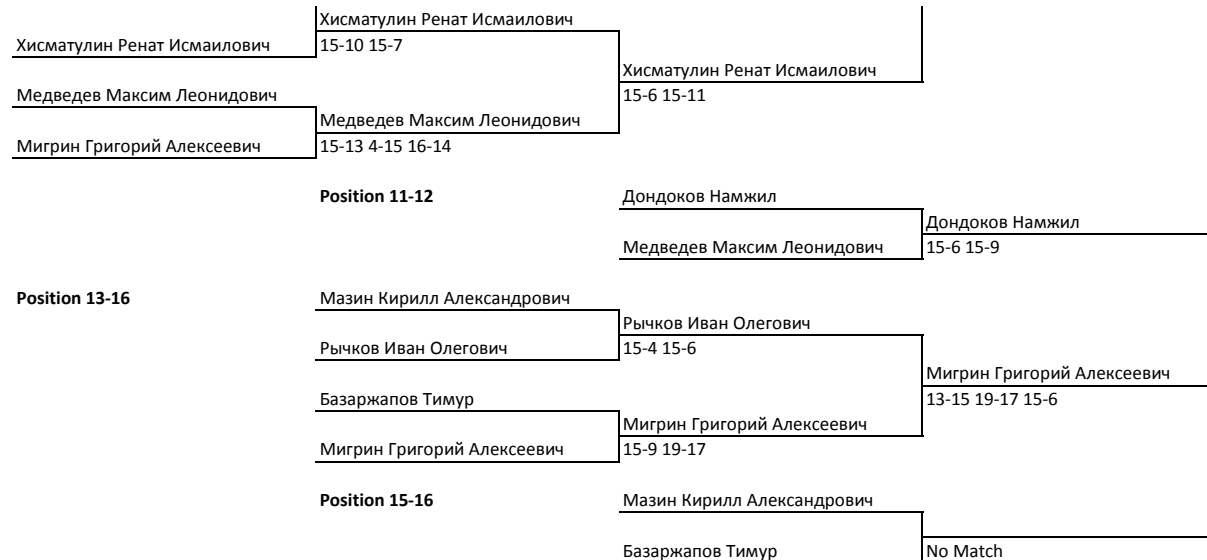 Хисматулин Ренат Исмаилович
Хисматулин Ренат Исмаилович 15-10 15-7
Хисматулин Ренат Исмаилович
Медведев Максим Леонидович 15-6 15-11
Медведев Максим Леонидович
Мигрин Григорий Алексеевич 15-13 4-15 16-14
Position 11-12 Дондоков Намжил
Дондоков Намжил
Медведев Максим Леонидович 15-6 15-9
Position 13-16 Мазин Кирилл Александрович
Рычков Иван Олегович
Рычков Иван Олегович 15-4 15-6
Мигрин Григорий Алексеевич
Базаржапов Тимур 13-15 19-17 15-6
Мигрин Григорий Алексеевич
Мигрин Григорий Алексеевич 15-9 19-17
Position 15-16 Мазин Кирилл Александрович
Базаржапов Тимур No Match